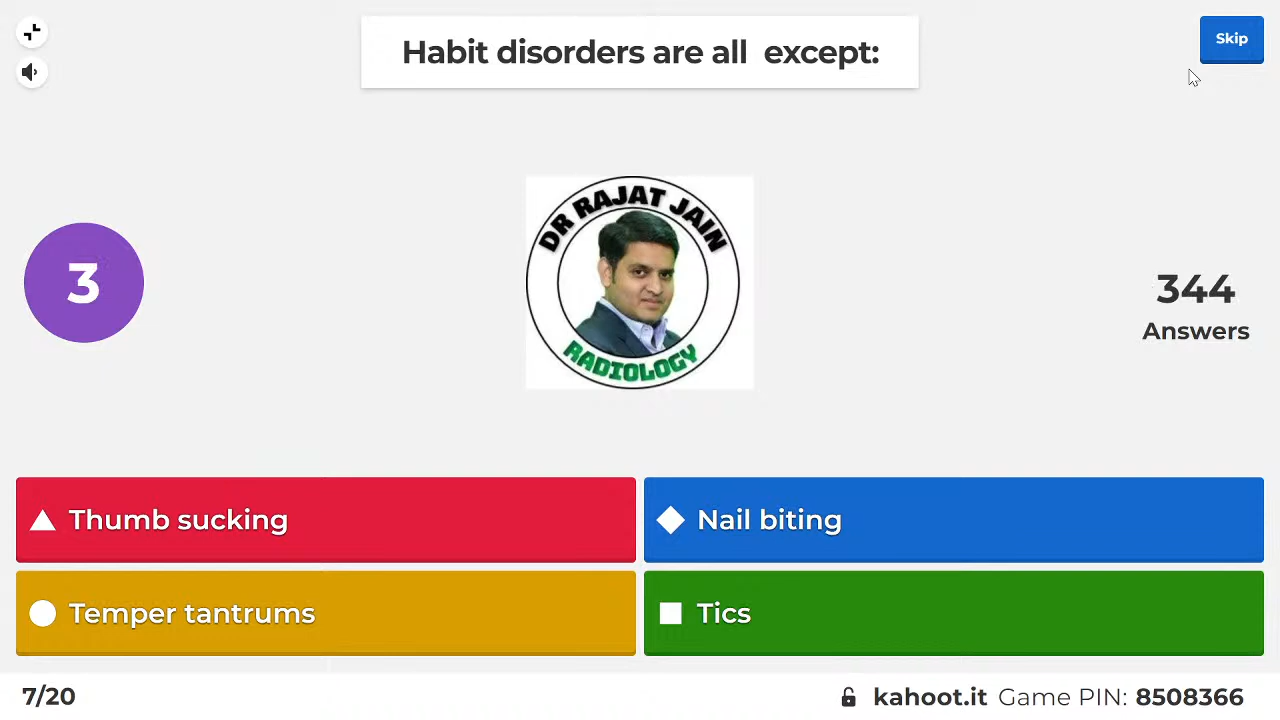 Habit disorders are all except:
Skip
DR RAJAT JAIN
RADIOLOGY
3
344
Answers
Thumb sucking
Nail biting
Temper tantrums
Tics
7/20
kahoot.it Game PIN: 8508366